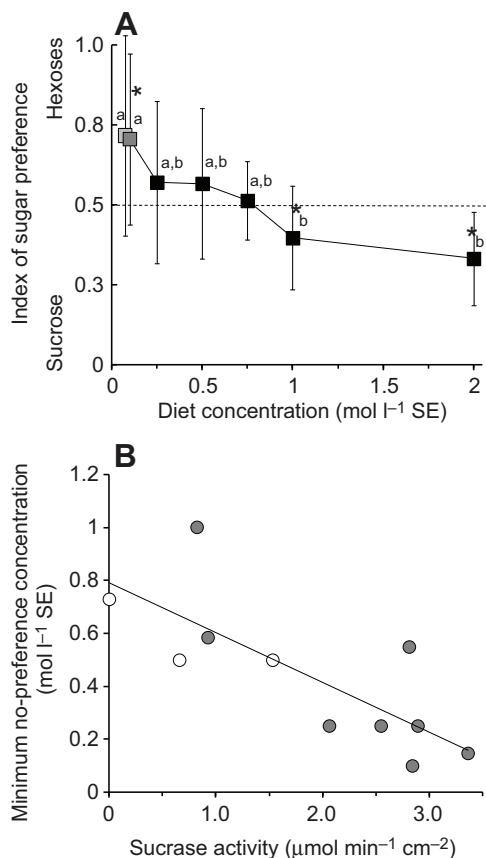 A
Index of sugar preference
Sucrose
Hexoses
1.0
0.8
0.5
0.3
0
a
a
*
a,b
a,b
a,b
*
b
*
b
0
0.5
1
1.5
2
Diet concentration (mol l⁻¹ SE)
B
Minimum no-preference concentration
(mol l⁻¹ SE)
1.2
1
0.8
0.6
0.4
0.2
0
0
1.0
2.0
3.0
Sucrase activity (μmol min⁻¹ cm⁻²)